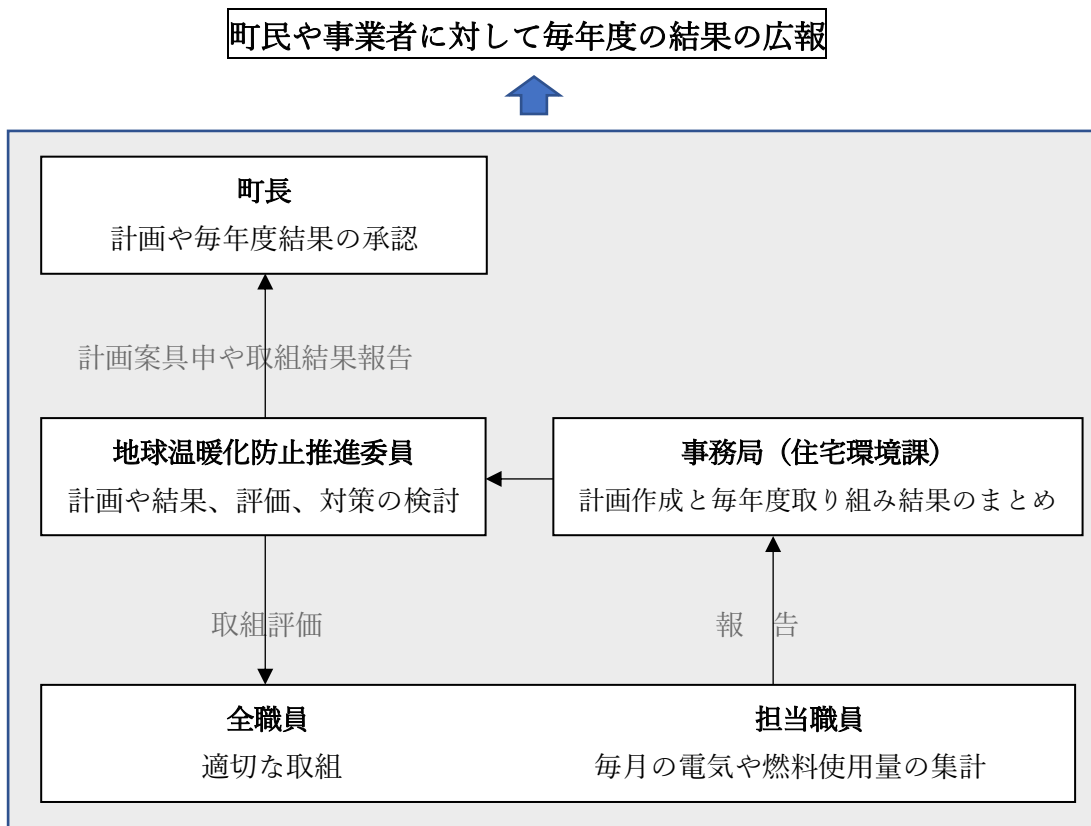 町民や事業者に対して毎年度の結果の広報
町長
計画や毎年度結果の承認
計画案具申や取組結果報告
地球温暖化防止推進委員
計画や結果、評価、対策の検討
事務局（住宅環境課）
計画作成と毎年度取り組み結果のまとめ
取組評価
報　告
全職員
適切な取組
担当職員
毎月の電気や燃料使用量の集計